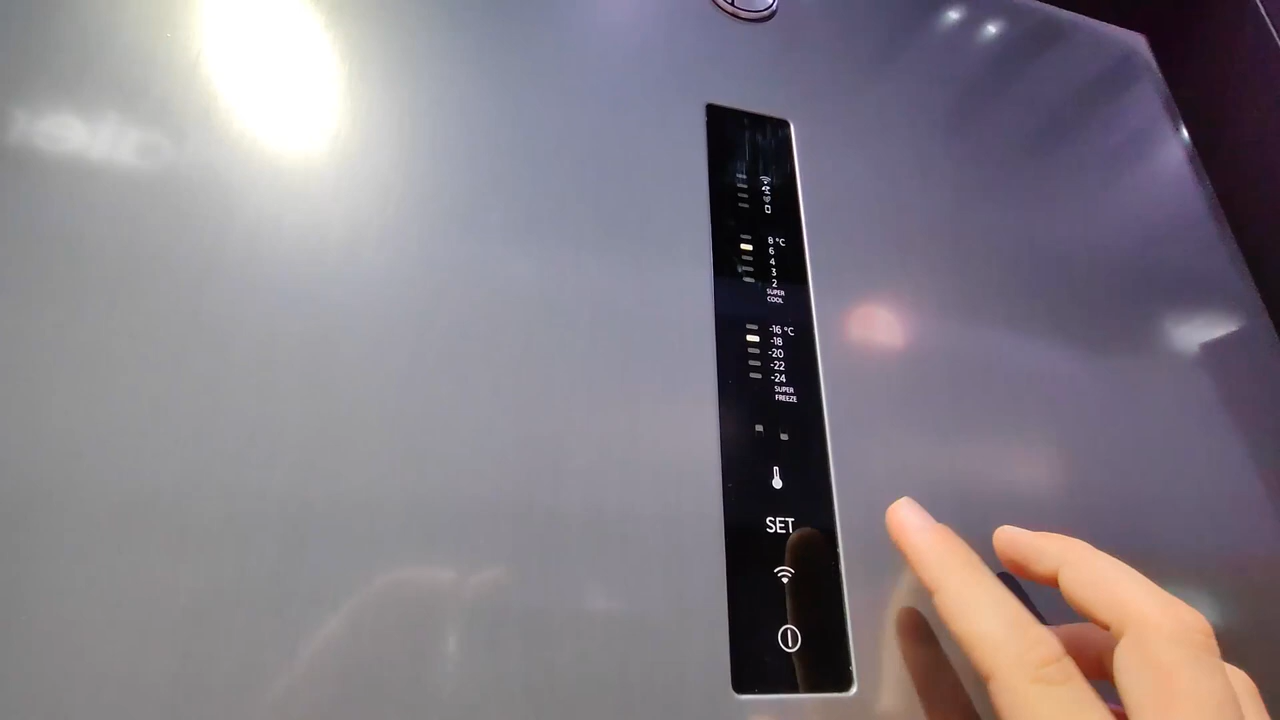 8 °C
6
4
3
2
SUPER
COOL
-16 °C
-18
-20
-22
-24
SUPER
FREEZE
SET